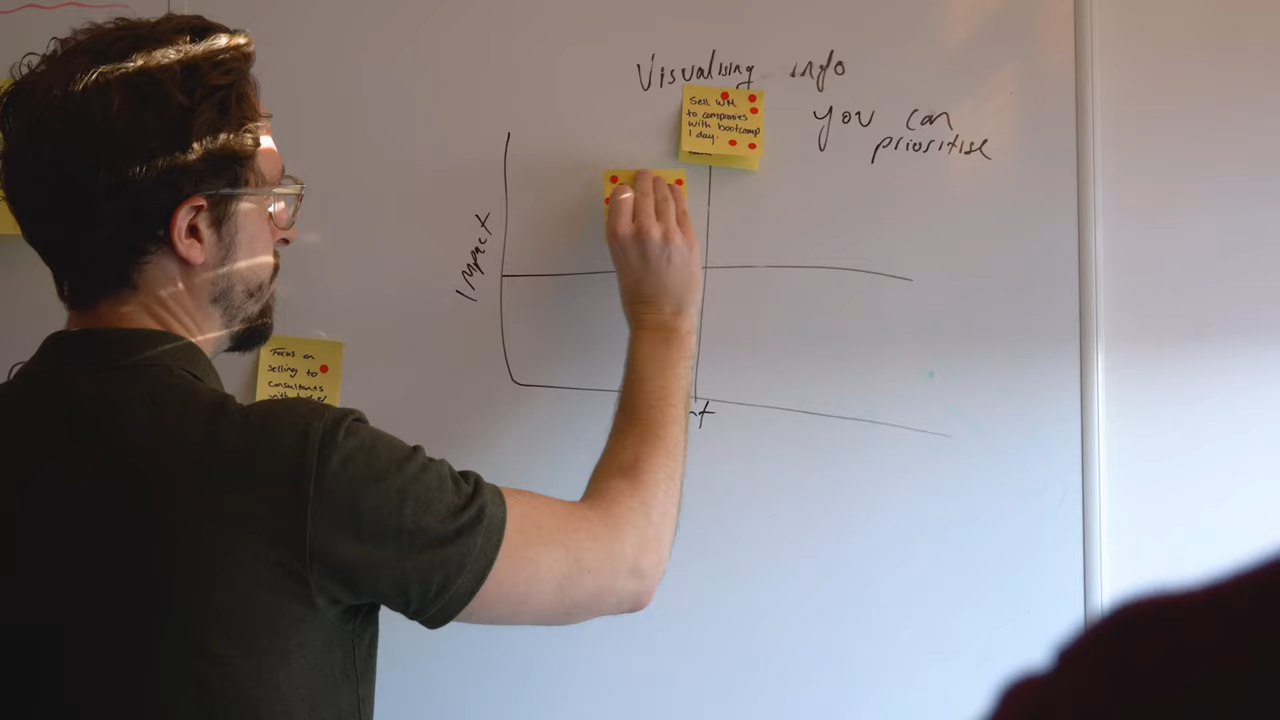 Visualising info
you can
prioritise
Sell WM
to companies
with bootcamp
1 day.
Impact
Focus on
selling to
consultants